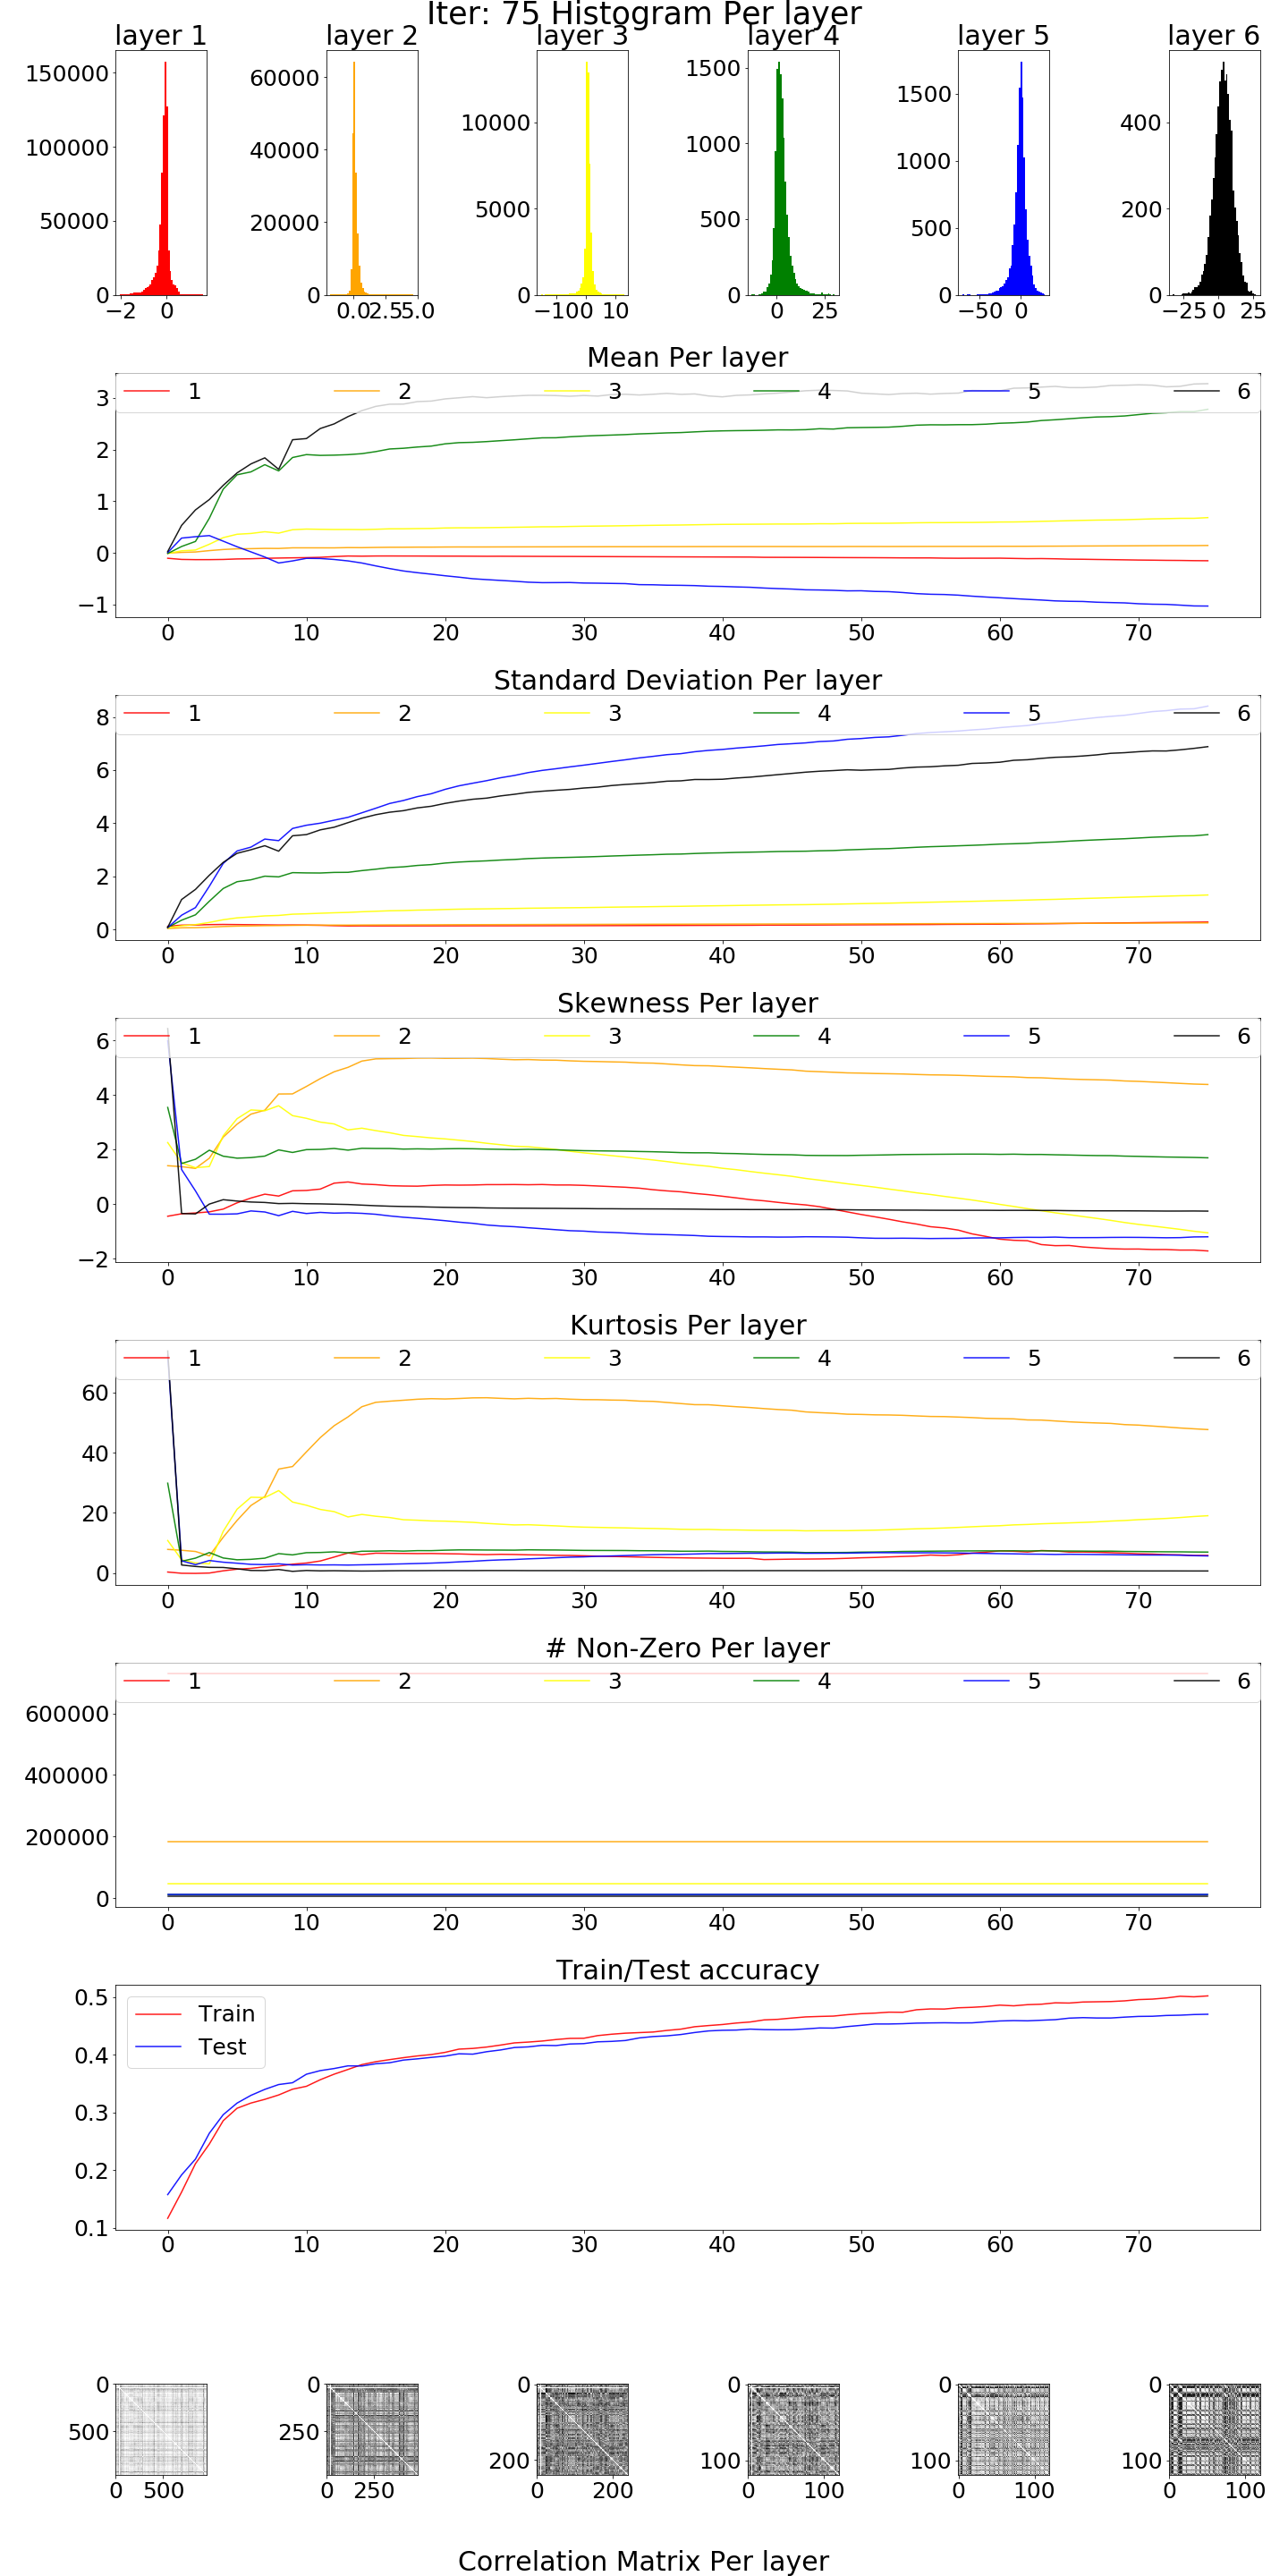 Iter: 75 Histogram Per layer
layer 1 layer 2 layer 3 layer 4 layer 5 layer 6
150000 100000 50000 0 −2 0
60000 40000 20000 0 0.0 2.5 5.0
10000 5000 0 −10 0 10
1500 1000 500 0 0 25
1500 1000 500 0 −50 0
400 200 0 −25 0 25
Mean Per layer
1 2 3 4 5 6
3
2
1
0
−1
0 10 20 30 40 50 60 70
Standard Deviation Per layer
1 2 3 4 5 6
8
6
4
2
0
0 10 20 30 40 50 60 70
Skewness Per layer
1 2 3 4 5 6
6
4
2
0
−2
0 10 20 30 40 50 60 70
Kurtosis Per layer
1 2 3 4 5 6
60
40
20
0
0 10 20 30 40 50 60 70
# Non-Zero Per layer
1 2 3 4 5 6
600000
400000
200000
0
0 10 20 30 40 50 60 70
Train/Test accuracy
Train
Test
0.5
0.4
0.3
0.2
0.1
0 10 20 30 40 50 60 70
0 500 0 500
0 250 0 250
0 200 0 200
0 100 0 100
0 100 0 100
0 100 0 100
Correlation Matrix Per layer